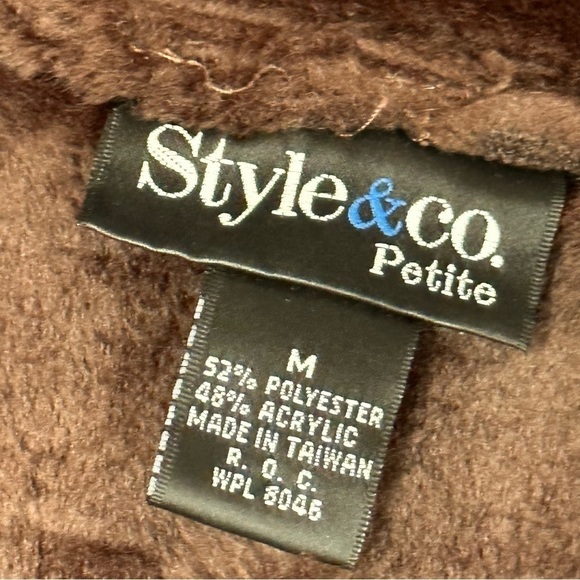 Style&co.
Petite
M
52% POLYESTER
48% ACRYLIC
MADE IN TAIWAN
R. O. C.
WPL 8046